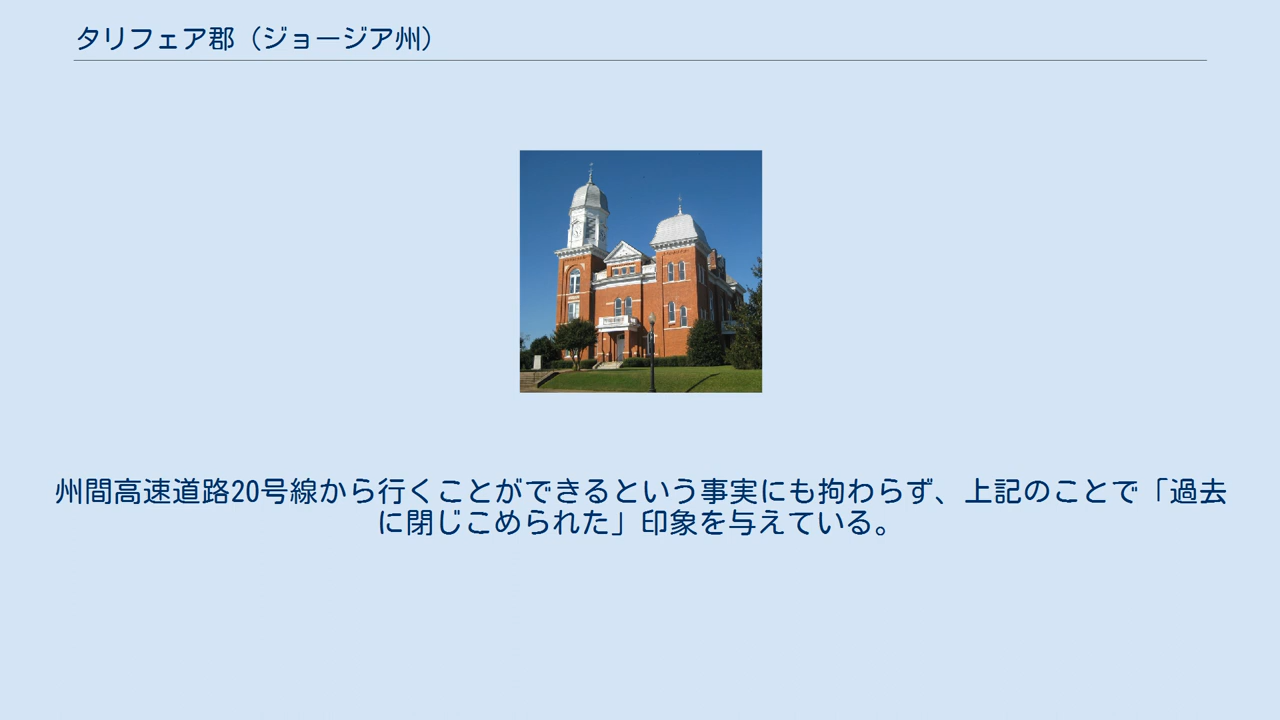 タリフェア郡（ジョージア州）
州間高速道路20号線から行くことができるという事実にも拘わらず、上記のことで「過去
に閉じこめられた」印象を与えている。